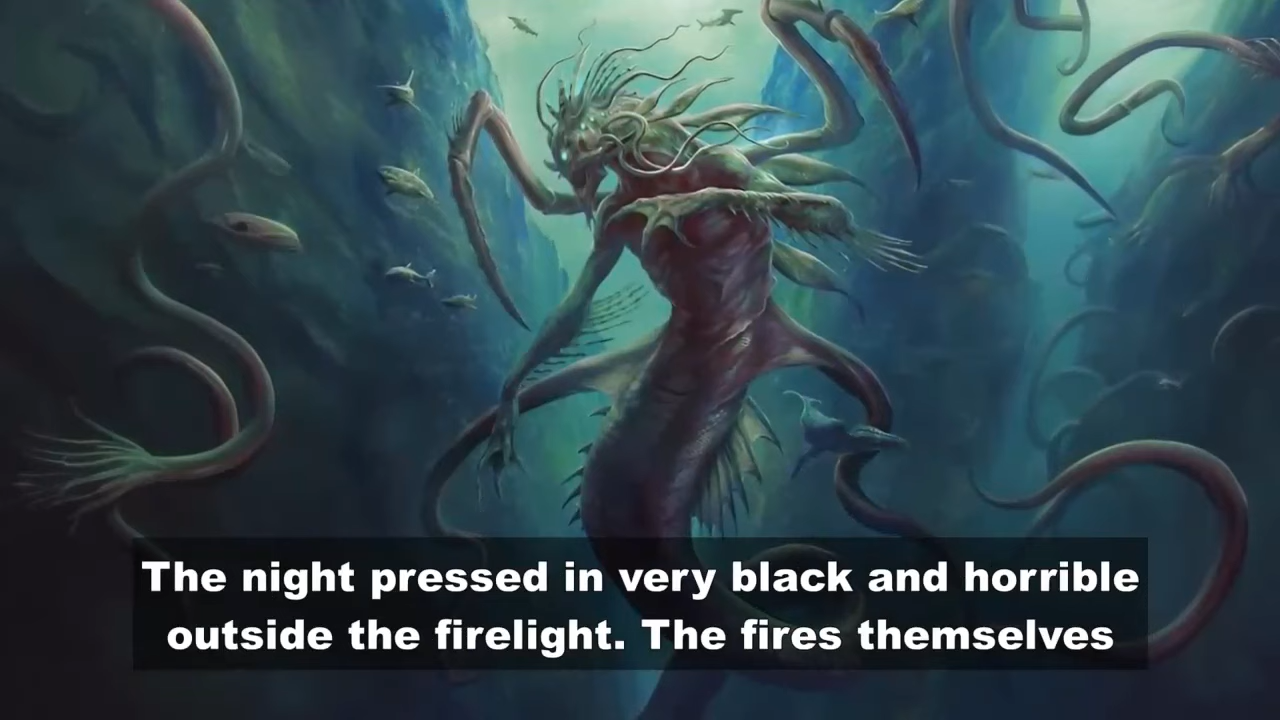 The night pressed in very black and horrible
outside the firelight. The fires themselves